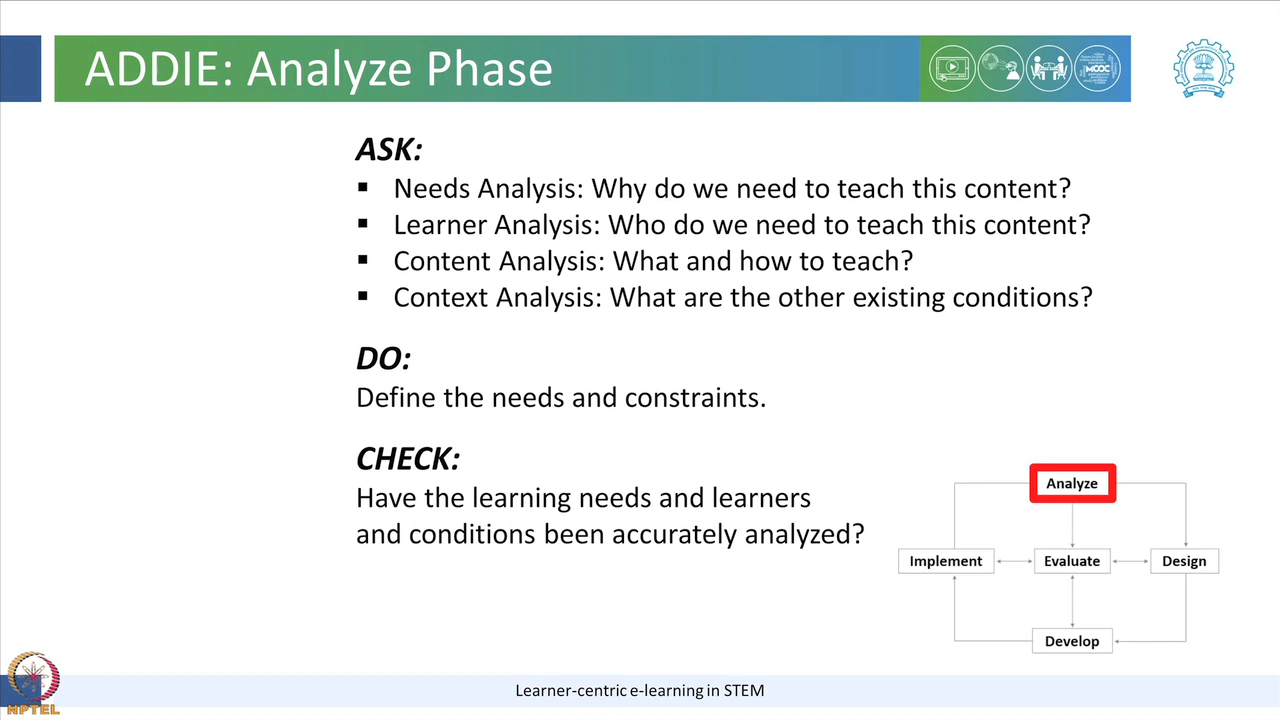 ADDIE: Analyze Phase
MOOC
ASK:
▪ Needs Analysis: Why do we need to teach this content?
▪ Learner Analysis: Who do we need to teach this content?
▪ Content Analysis: What and how to teach?
▪ Context Analysis: What are the other existing conditions?
DO:
Define the needs and constraints.
CHECK:
Have the learning needs and learners
and conditions been accurately analyzed?
Analyze
Implement
Evaluate
Design
Develop
NPTEL
Learner-centric e-learning in STEM